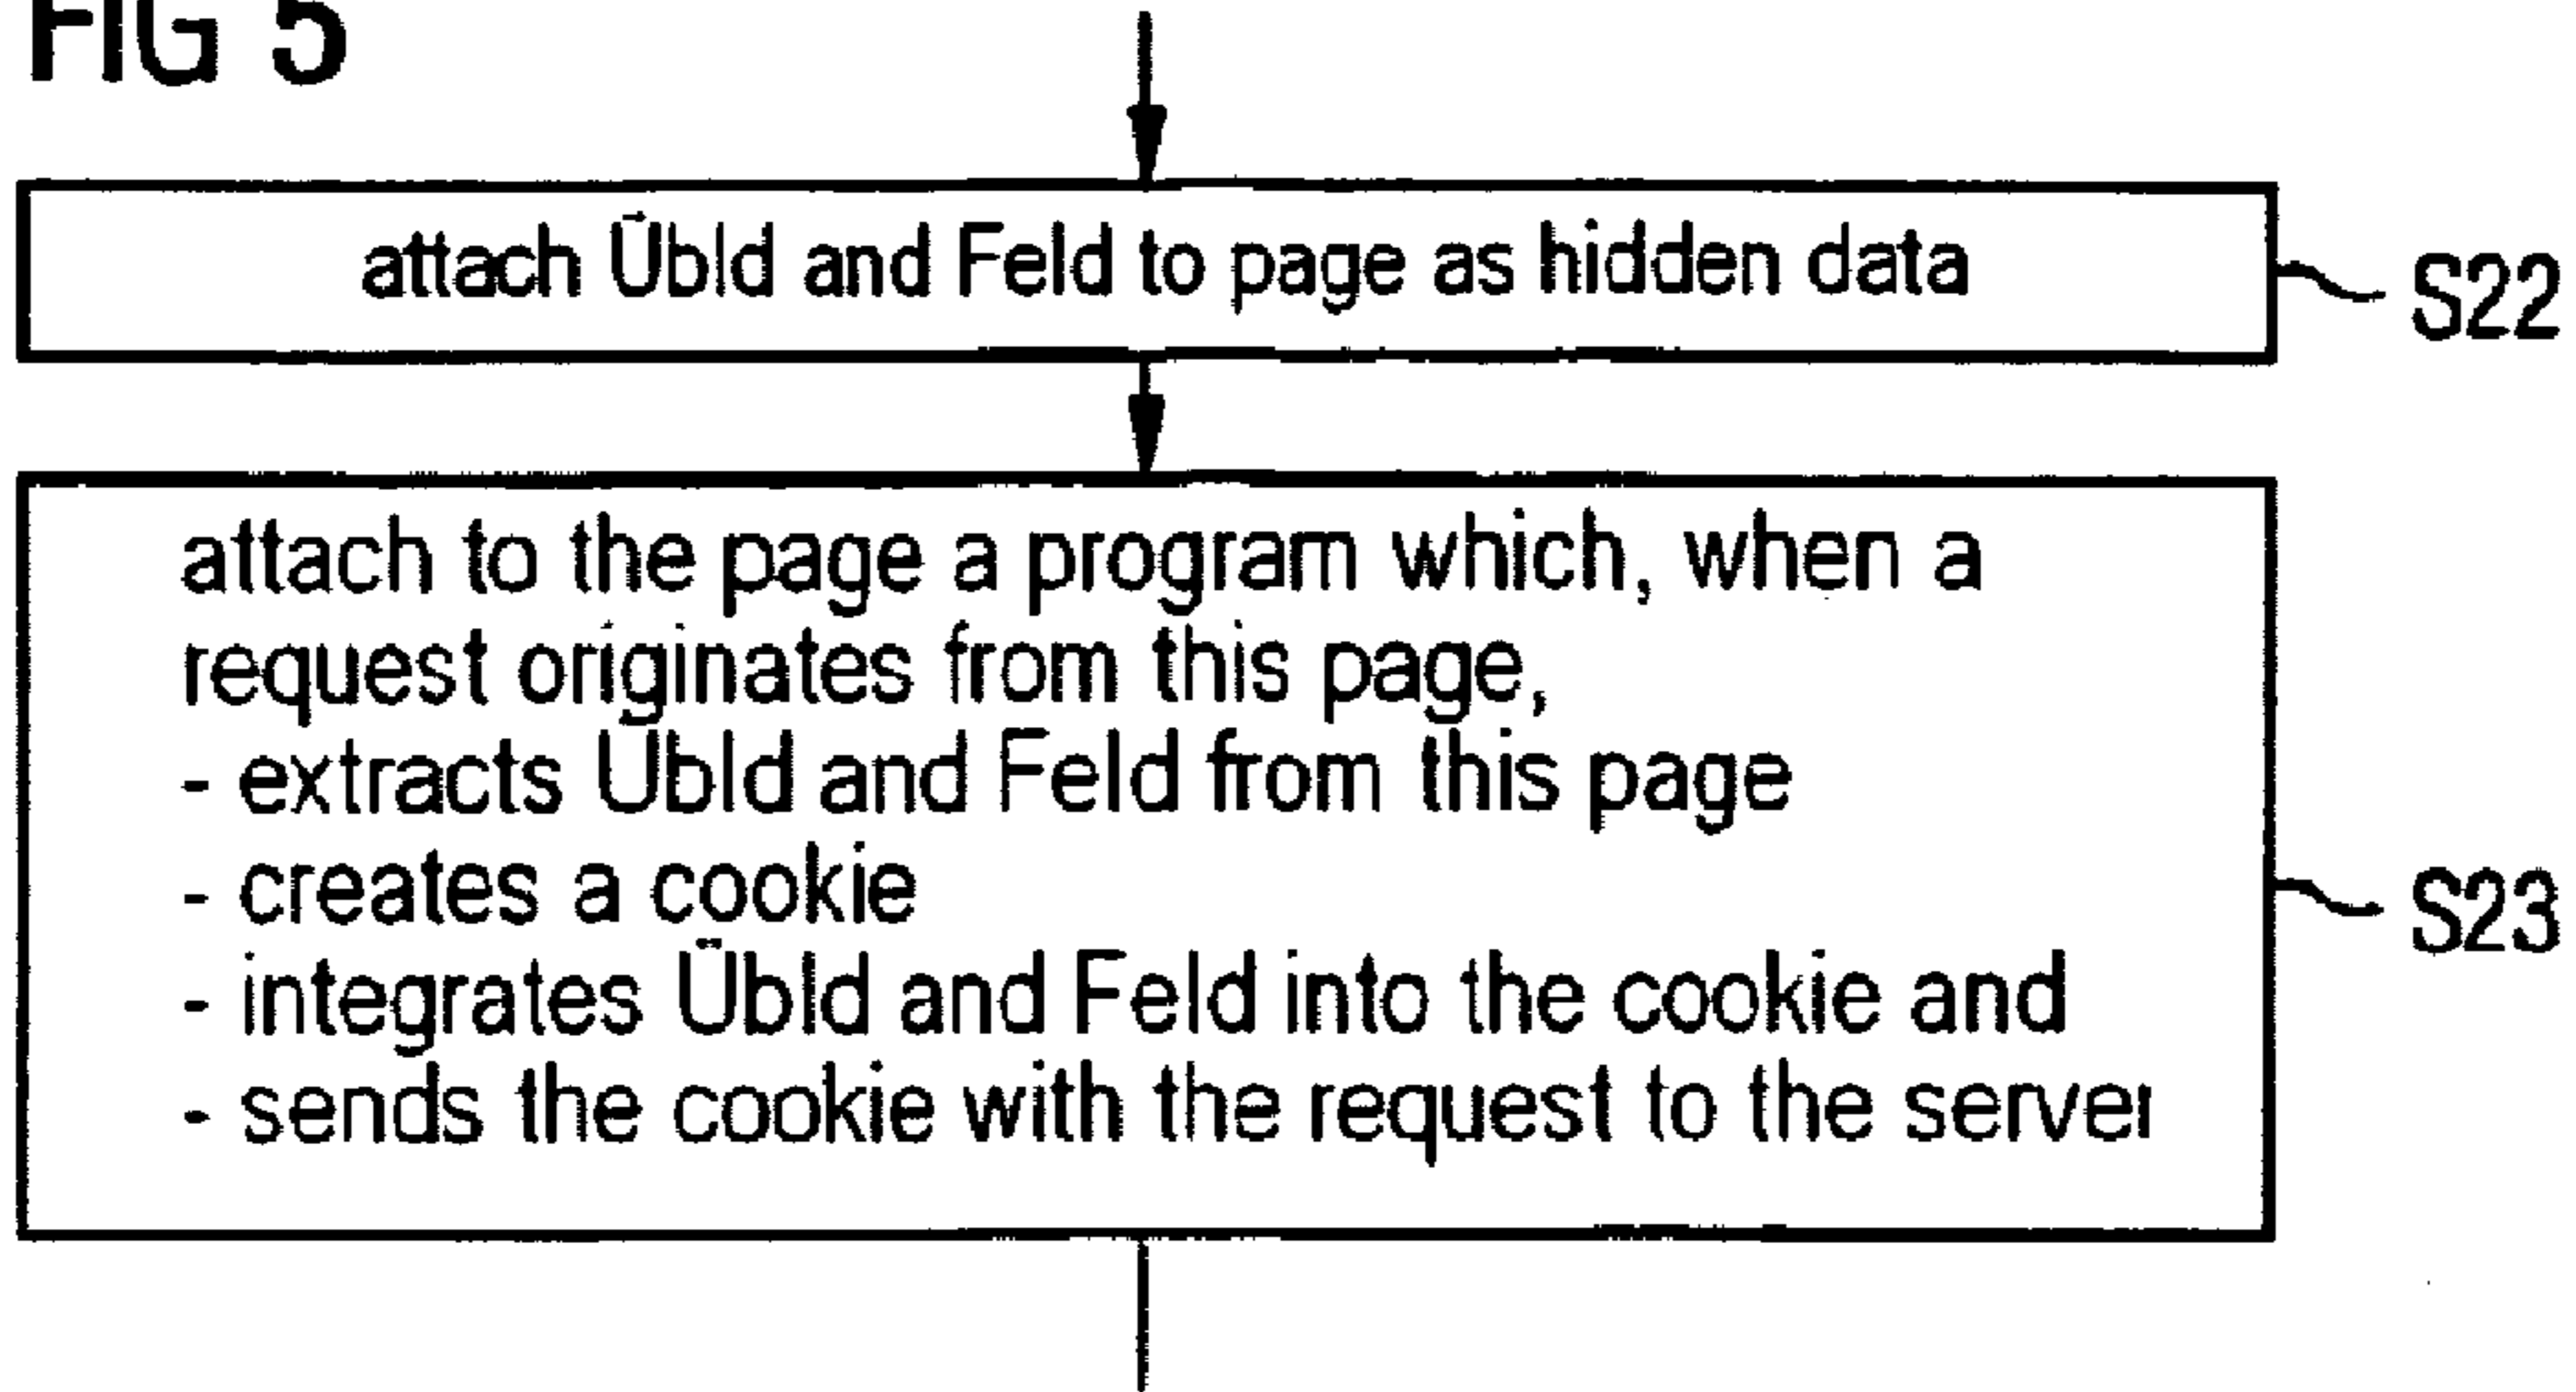 FIG 5
attach Übld and Feld to page as hidden data
S22
attach to the page a program which, when a
request originates from this page,
- extracts Übld and Feld from this page
- creates a cookie
- integrates Übld and Feld into the cookie and
- sends the cookie with the request to the server
S23